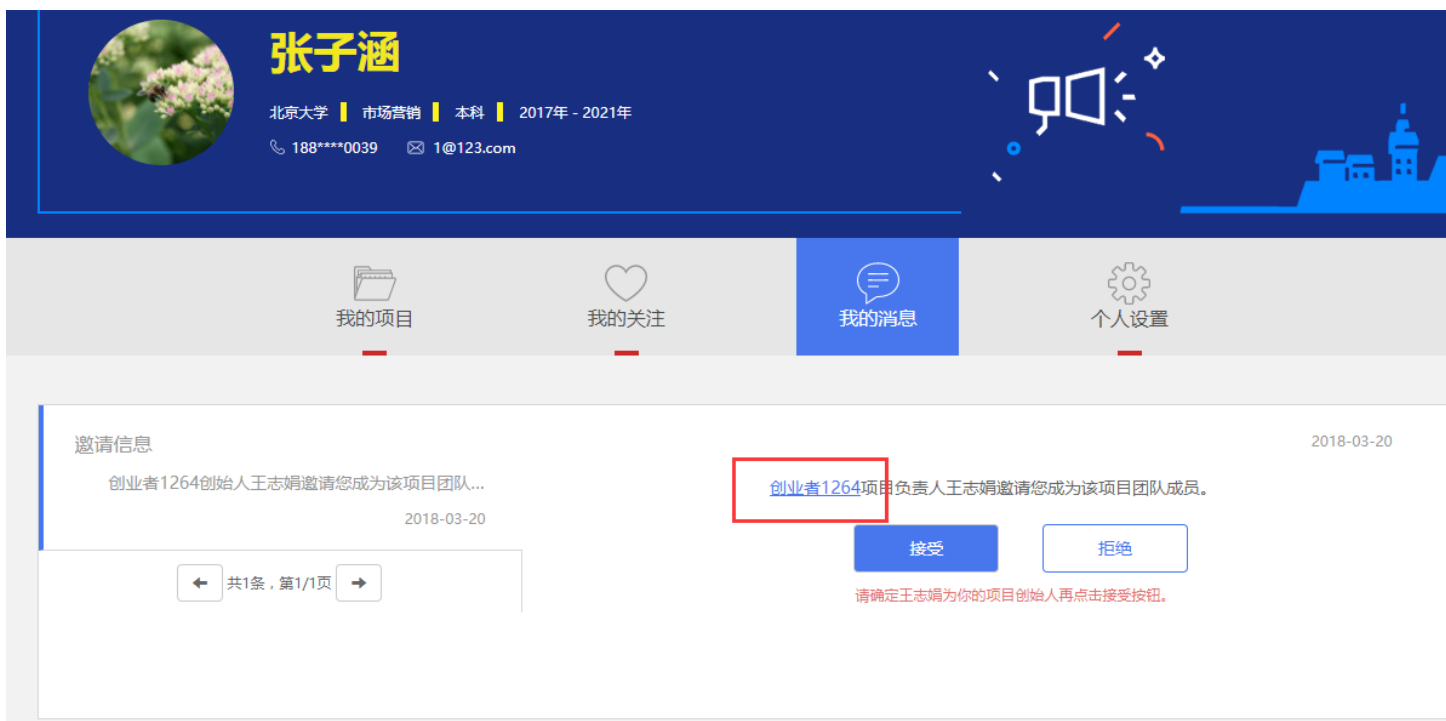 张子涵
北京大学 市场营销 本科 2017年 - 2021年
188****0039 1@123.com
我的项目 我的关注 我的消息 个人设置
邀请信息
创业者1264创始人王志娟邀请您成为该项目团队...
2018-03-20
共1条，第1/1页
2018-03-20
创业者1264项目负责人王志娟邀请您成为该项目团队成员。
接受 拒绝
请确定王志娟为你的项目创始人再点击接受按钮。